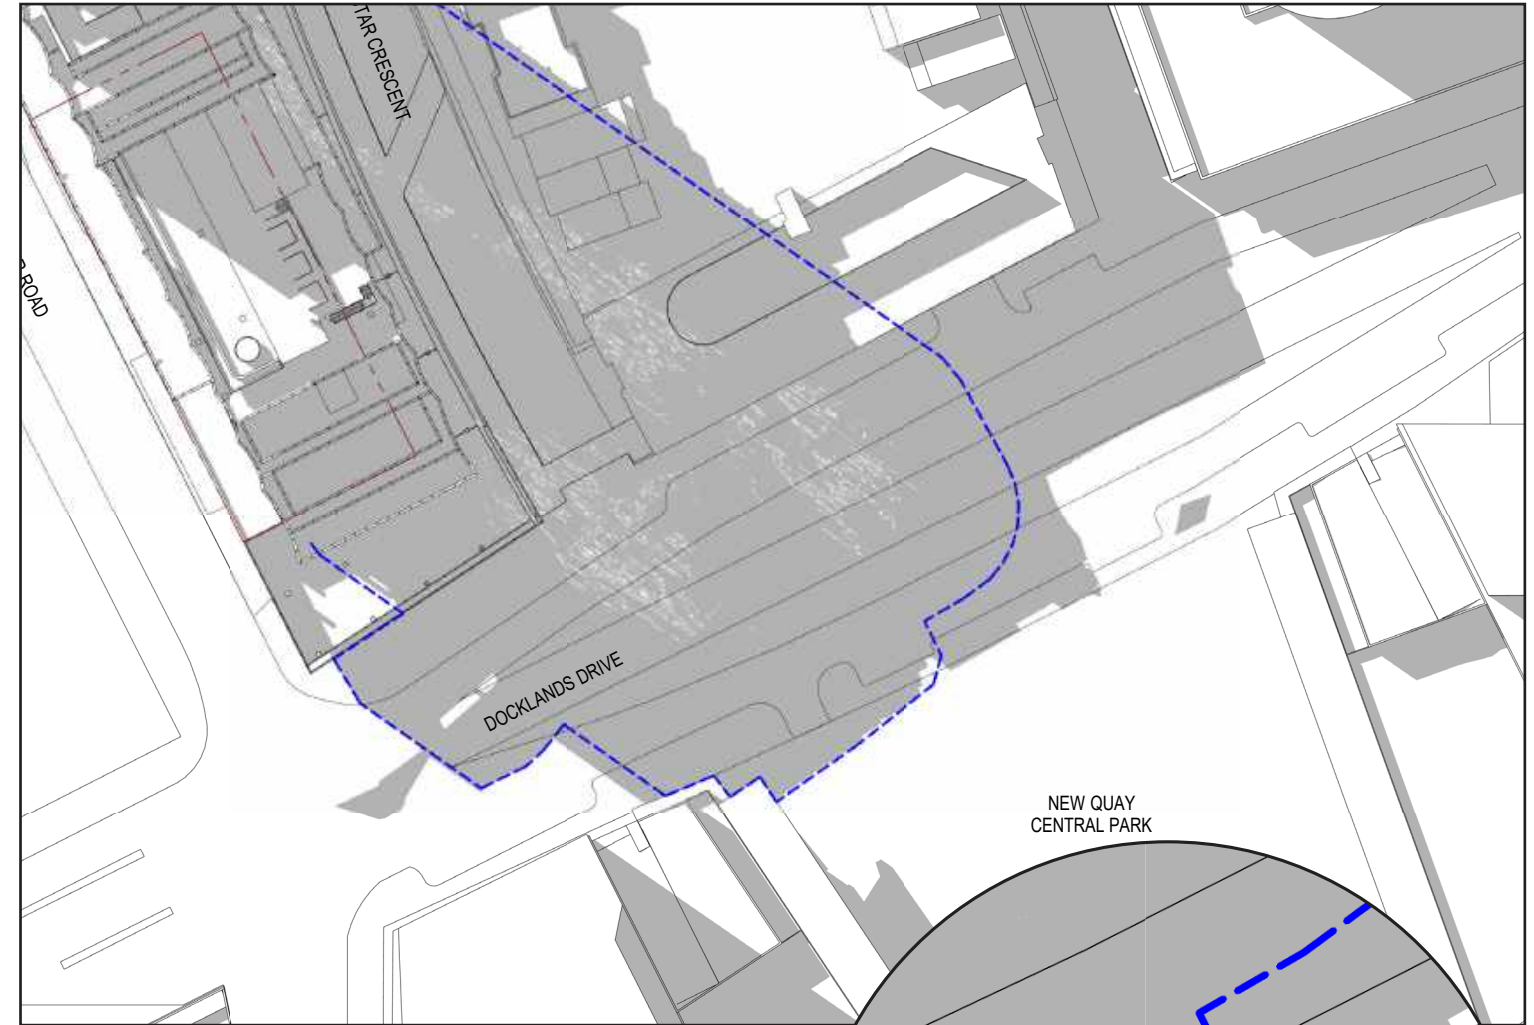 TAR CRESCENT
ROAD
DOCKLANDS DRIVE
NEW QUAY
CENTRAL PARK